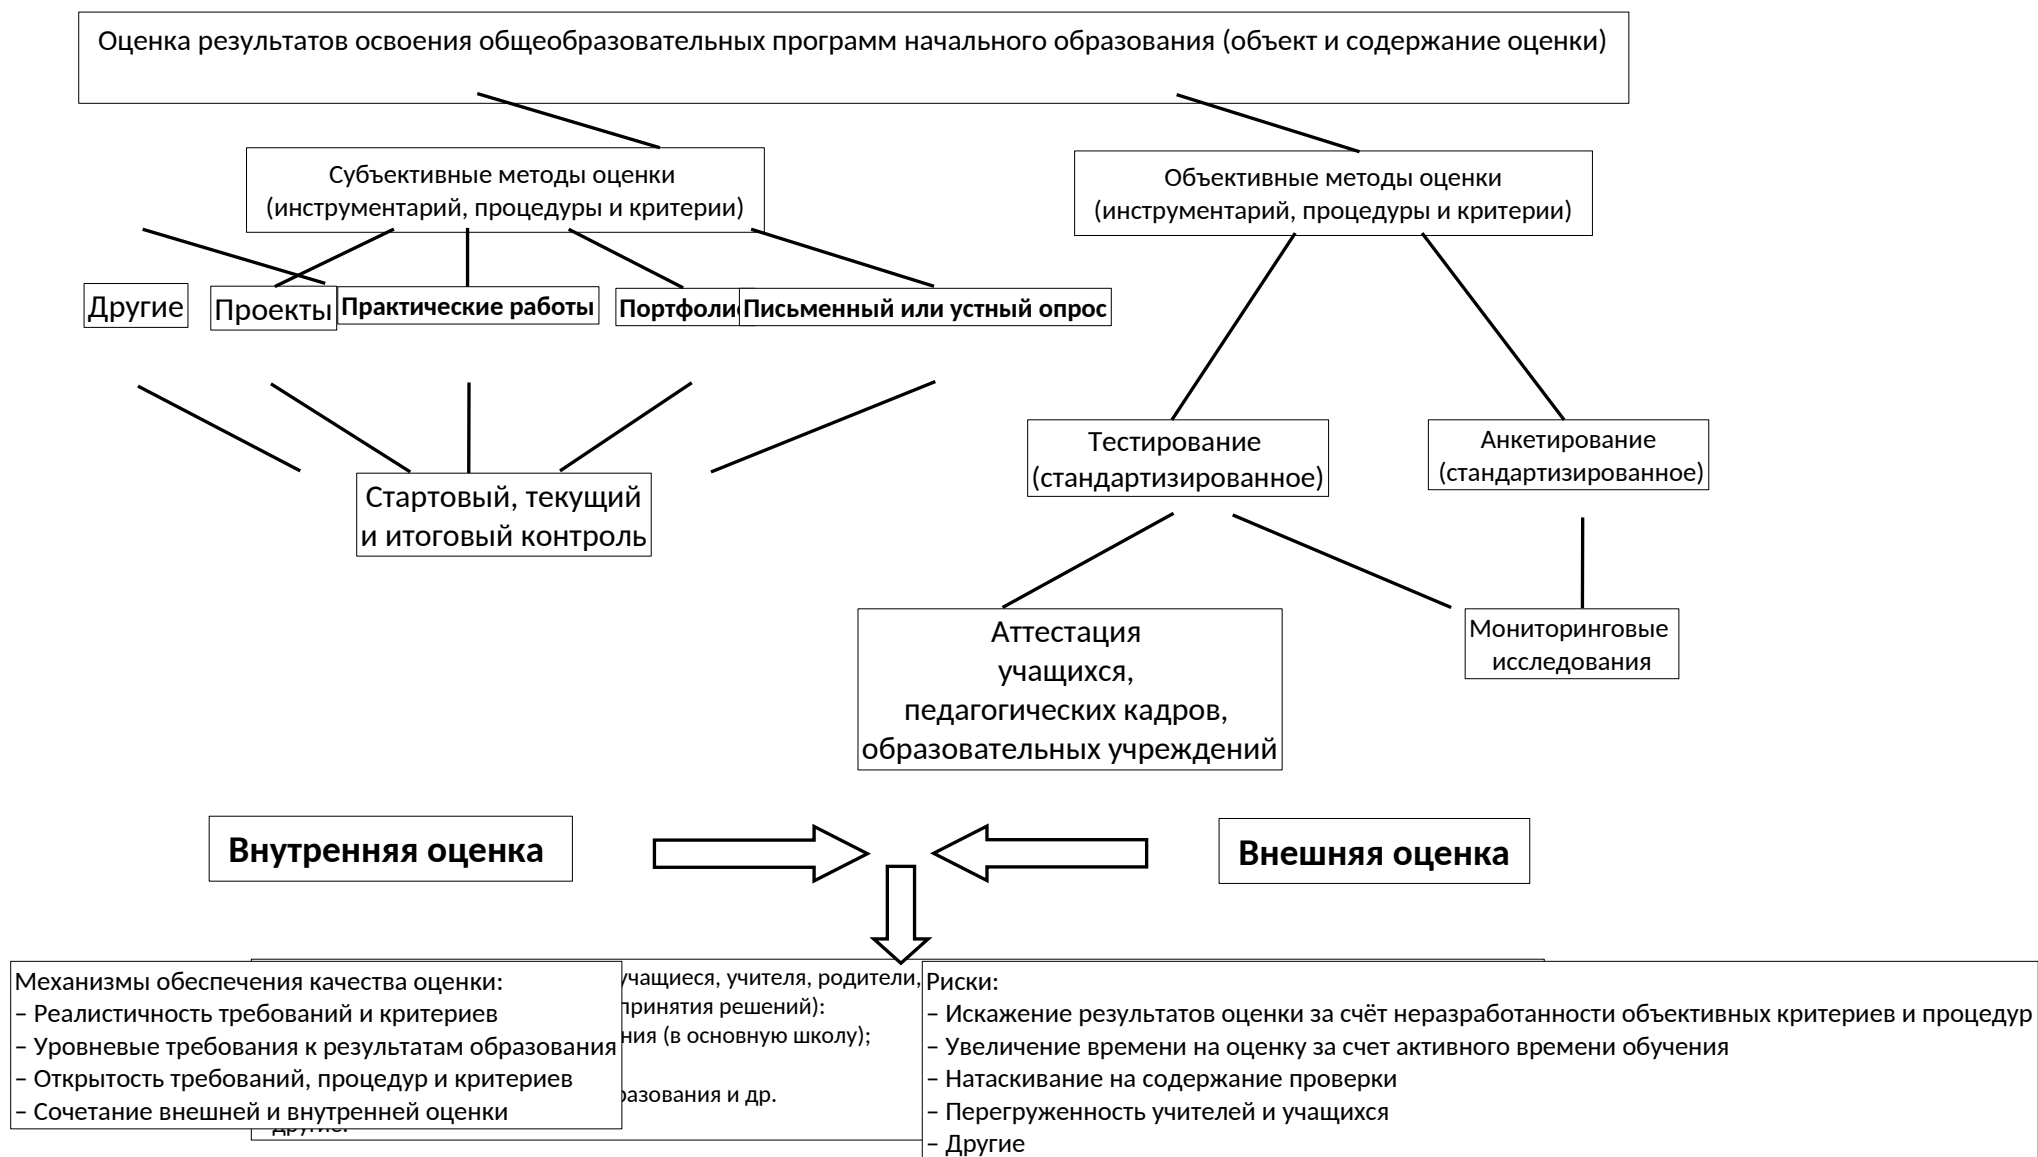 Оценка результатов освоения общеобразовательных программ начального образования (объект и содержание оценки)
Субъективные методы оценки
(инструментарий, процедуры и критерии)
Объективные методы оценки
(инструментарий, процедуры и критерии)
Другие
Проекты
Практические работы
Портфолио
Письменный или устный опрос
Тестирование
(стандартизированное)
Анкетирование
(стандартизированное)
Стартовый, текущий
и итоговый контроль
Аттестация
учащихся,
педагогических кадров,
образовательных учреждений
Мониторинговые
исследования
Внутренняя оценка
Внешняя оценка
Механизмы обеспечения качества оценки:
– Реалистичность требований и критериев
– Уровневые требования к результатам образования
– Открытость требований, процедур и критериев
– Сочетание внешней и внутренней оценки
учащиеся, учителя, родители,
принятия решений):
(в основную школу);
и др.
Риски:
– Искажение результатов оценки за счёт неразработанности объективных критериев и процедур
– Увеличение времени на оценку за счет активного времени обучения
– Натаскивание на содержание проверки
– Перегруженность учителей и учащихся
– Другие